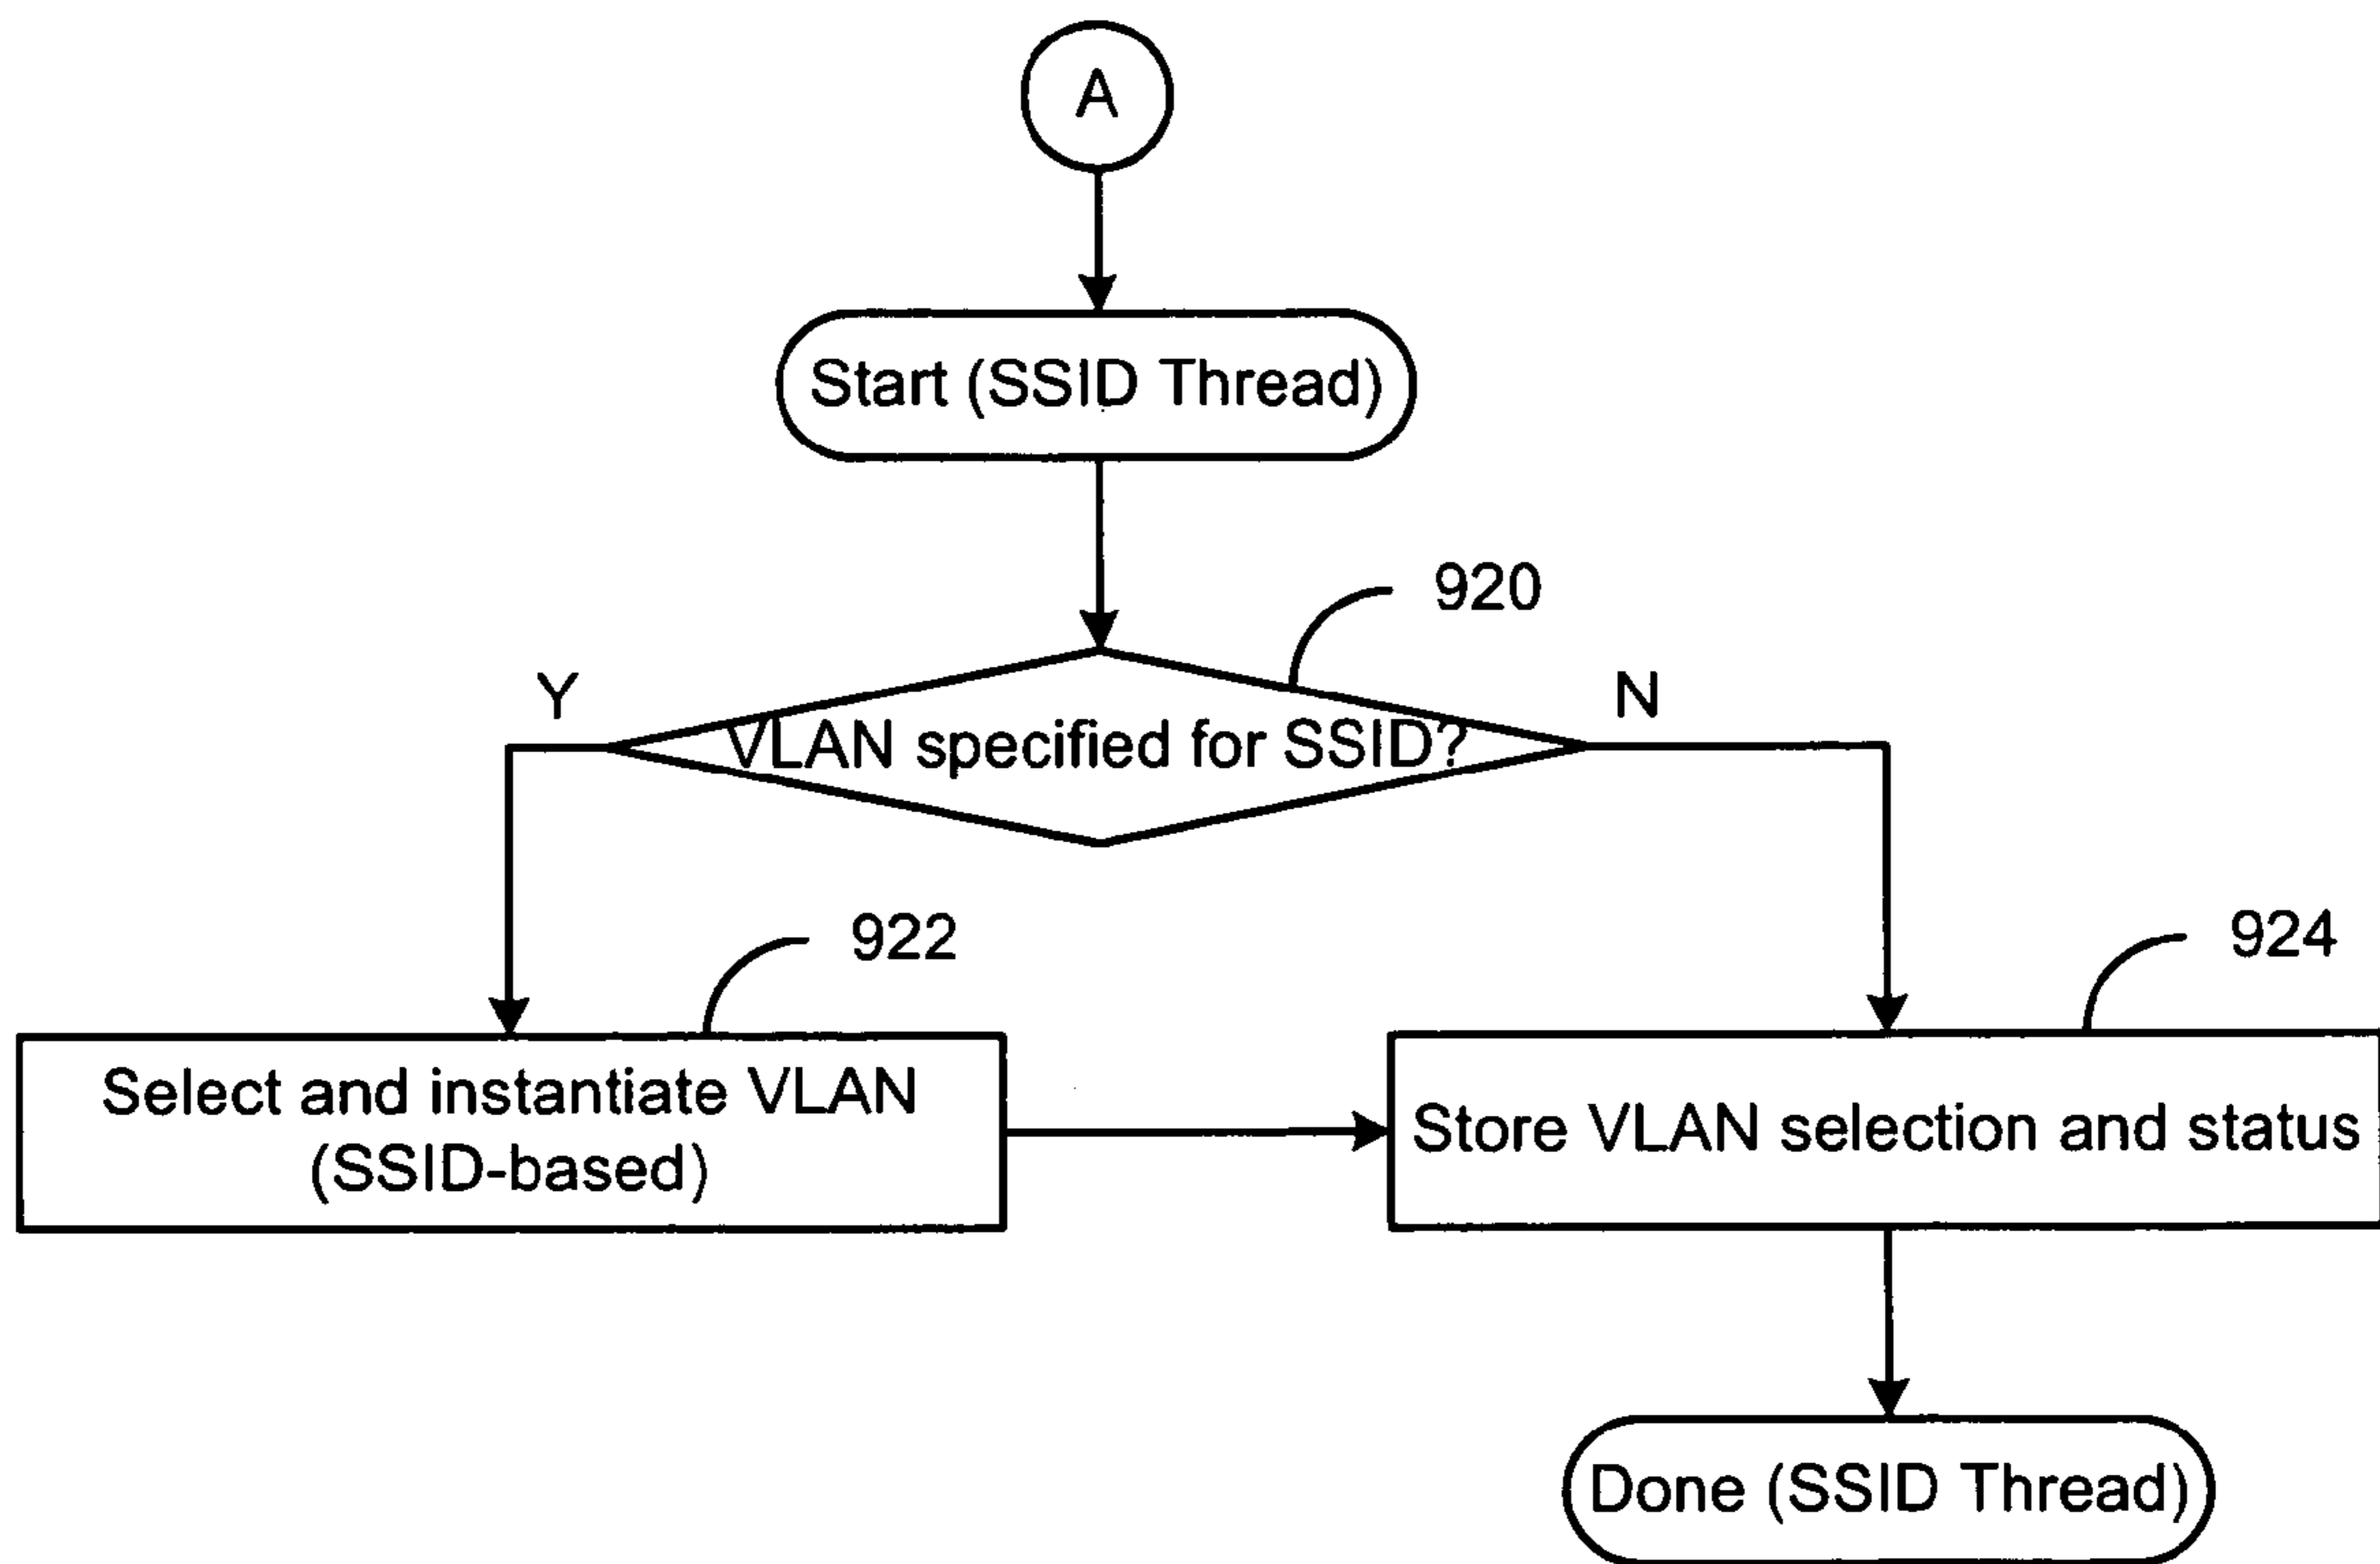 A
Start (SSID Thread)
920
Y
N
VLAN specified for SSID?
922
924
Select and instantiate VLAN
(SSID-based)
Store VLAN selection and status
Done (SSID Thread)